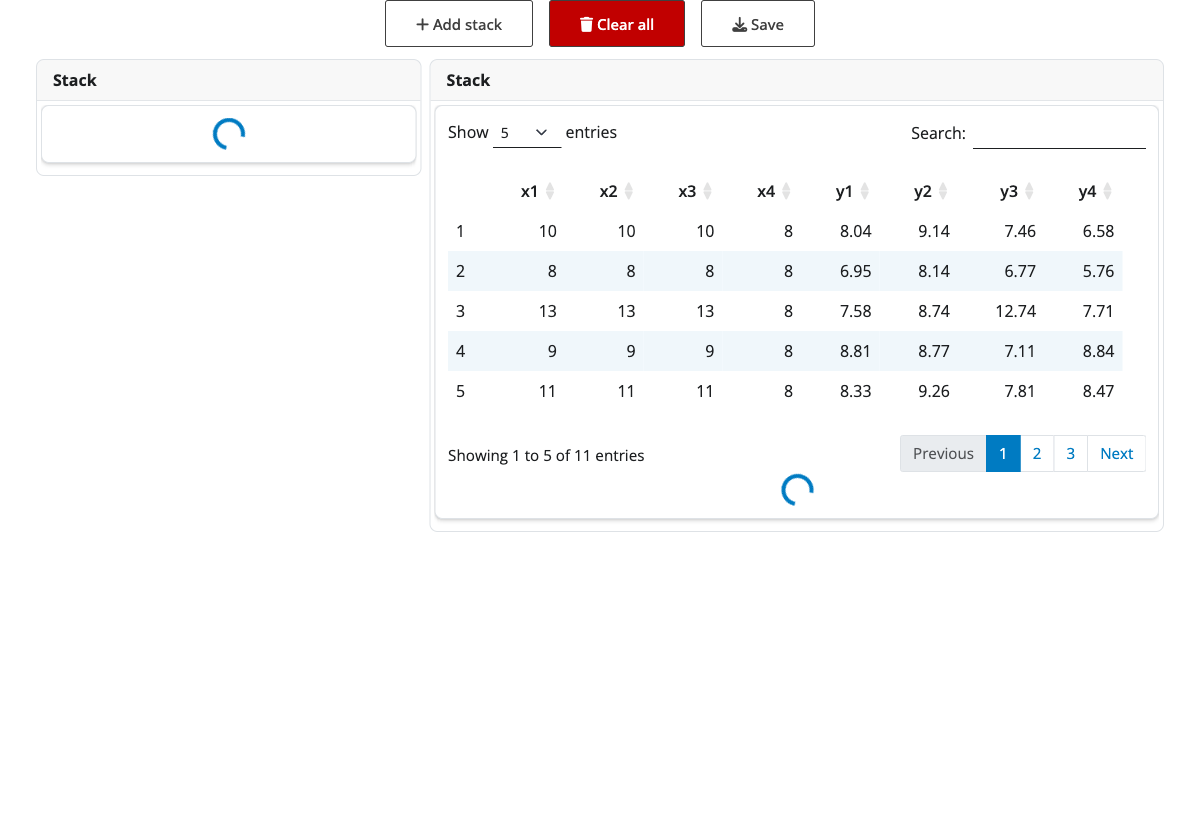 Add stack Clear all Save
Stack
Stack
Show 5 entries Search:
x1 x2 x3 x4 y1 y2 y3 y4
1 10 10 10 8 8.04 9.14 7.46 6.58
2 8 8 8 8 6.95 8.14 6.77 5.76
3 13 13 13 8 7.58 8.74 12.74 7.71
4 9 9 9 8 8.81 8.77 7.11 8.84
5 11 11 11 8 8.33 9.26 7.81 8.47
Showing 1 to 5 of 11 entries Previous 1 2 3 Next